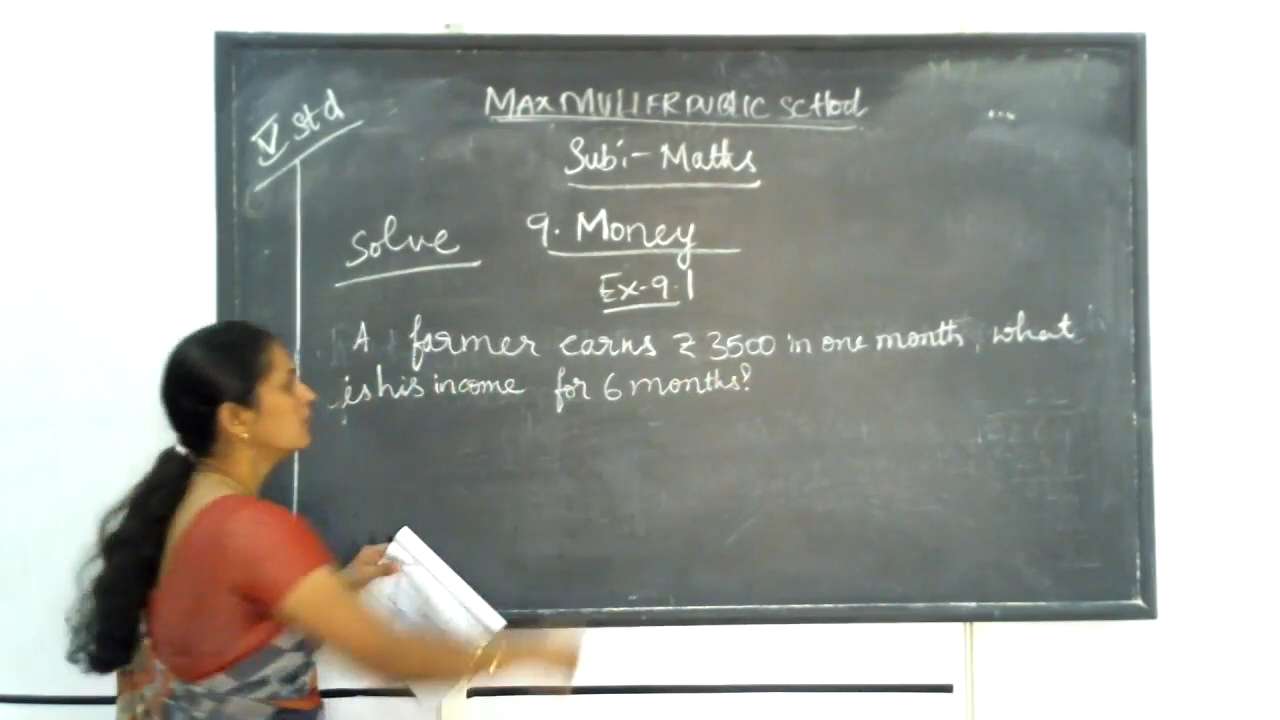 V Std
MAX MULLER PUBLIC SCHOOL
Sub:- Maths
Solve
9. Money
Ex-9.1
A farmer earns ₹ 3500 in one month, what
is his income for 6 months?